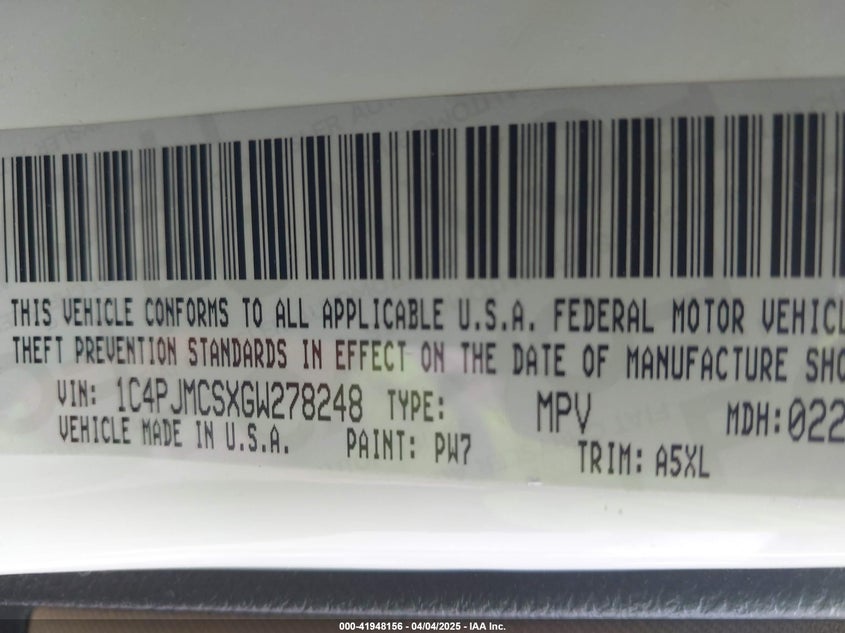 THIS VEHICLE CONFORMS TO ALL APPLICABLE U.S.A. FEDERAL MOTOR VEHICL
THEFT PREVENTION STANDARDS IN EFFECT ON THE DATE OF MANUFACTURE SHO
VIN: 1C4PJMCSXGW278248 TYPE: MPV MDH:022
VEHICLE MADE IN U.S.A. PAINT: PW7 TRIM: A5XL
000-41948156 - 04/04/2025 - IAA Inc.